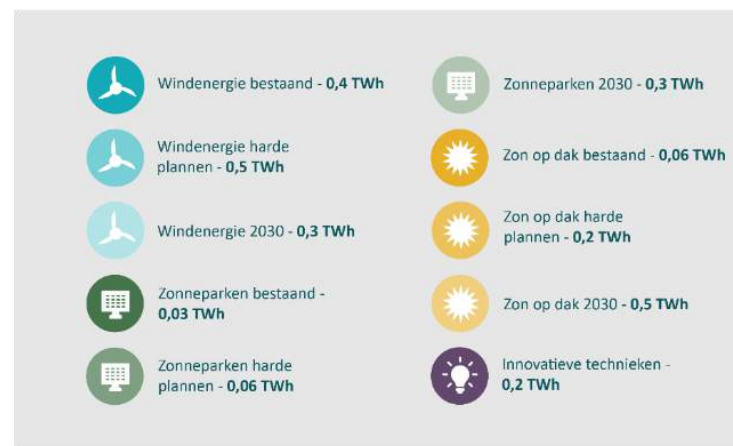 Windenergie bestaand - 0,4 TWh
Windenergie harde
plannen - 0,5 TWh
Windenergie 2030 - 0,3 TWh
Zonneparken bestaand -
0,03 TWh
Zonneparken harde
plannen - 0,06 TWh
Zonneparken 2030 - 0,3 TWh
Zon op dak bestaand - 0,06 TWh
Zon op dak harde
plannen - 0,2 TWh
Zon op dak 2030 - 0,5 TWh
Innovatieve technieken -
0,2 TWh